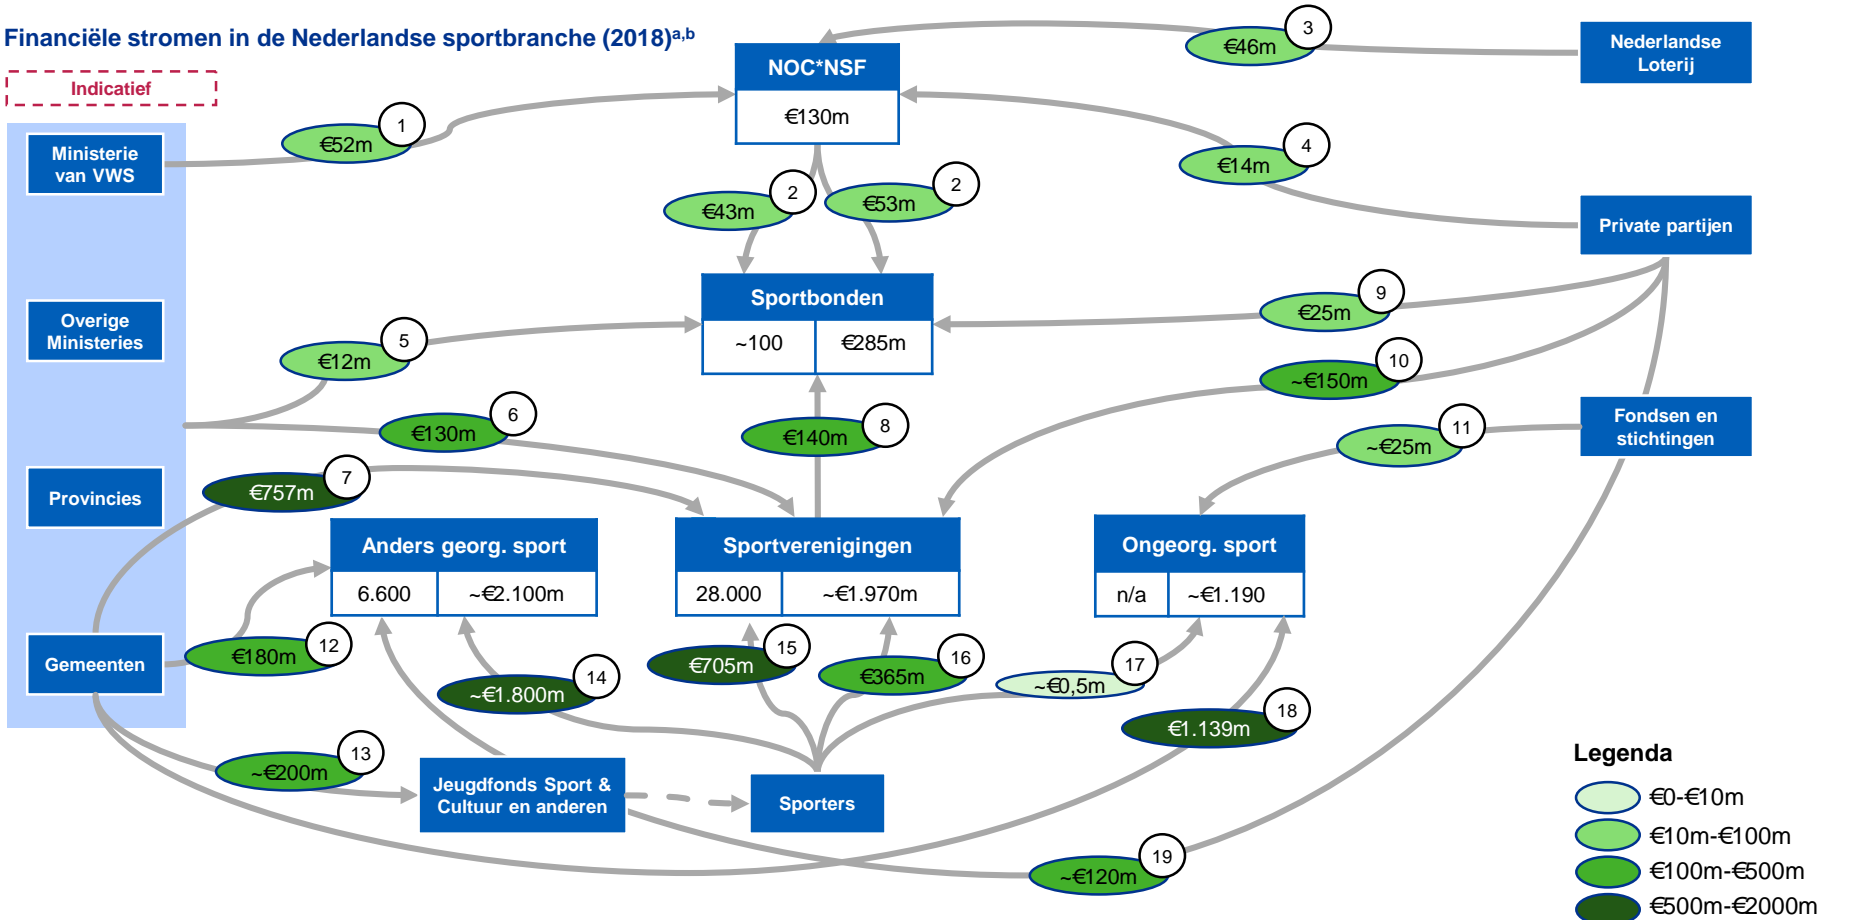 Financiële stromen in de Nederlandse sportbranche (2018)a,b
Indicatief
Ministerie
van VWS
Overige
Ministeries
Provincies
Gemeenten
NOC*NSF
€130m
Nederlandse
Loterij
Private partijen
Fondsen en
stichtingen
Sportbonden
~100
€285m
Anders georg. sport
6.600
~€2.100m
Sportverenigingen
28.000
~€1.970m
Ongeorg. sport
n/a
~€1.190
Jeugdfonds Sport &
Cultuur en anderen
Sporters
€52m
1
€43m
2
€53m
2
€46m
3
€14m
4
€12m
5
€130m
6
€757m
7
€140m
8
€25m
9
~€150m
10
~€25m
11
€180m
12
~€200m
13
~€1.800m
14
€705m
15
€365m
16
~€0,5m
17
€1.139m
18
~€120m
19
Legenda
€0-€10m
€10m-€100m
€100m-€500m
€500m-€2000m